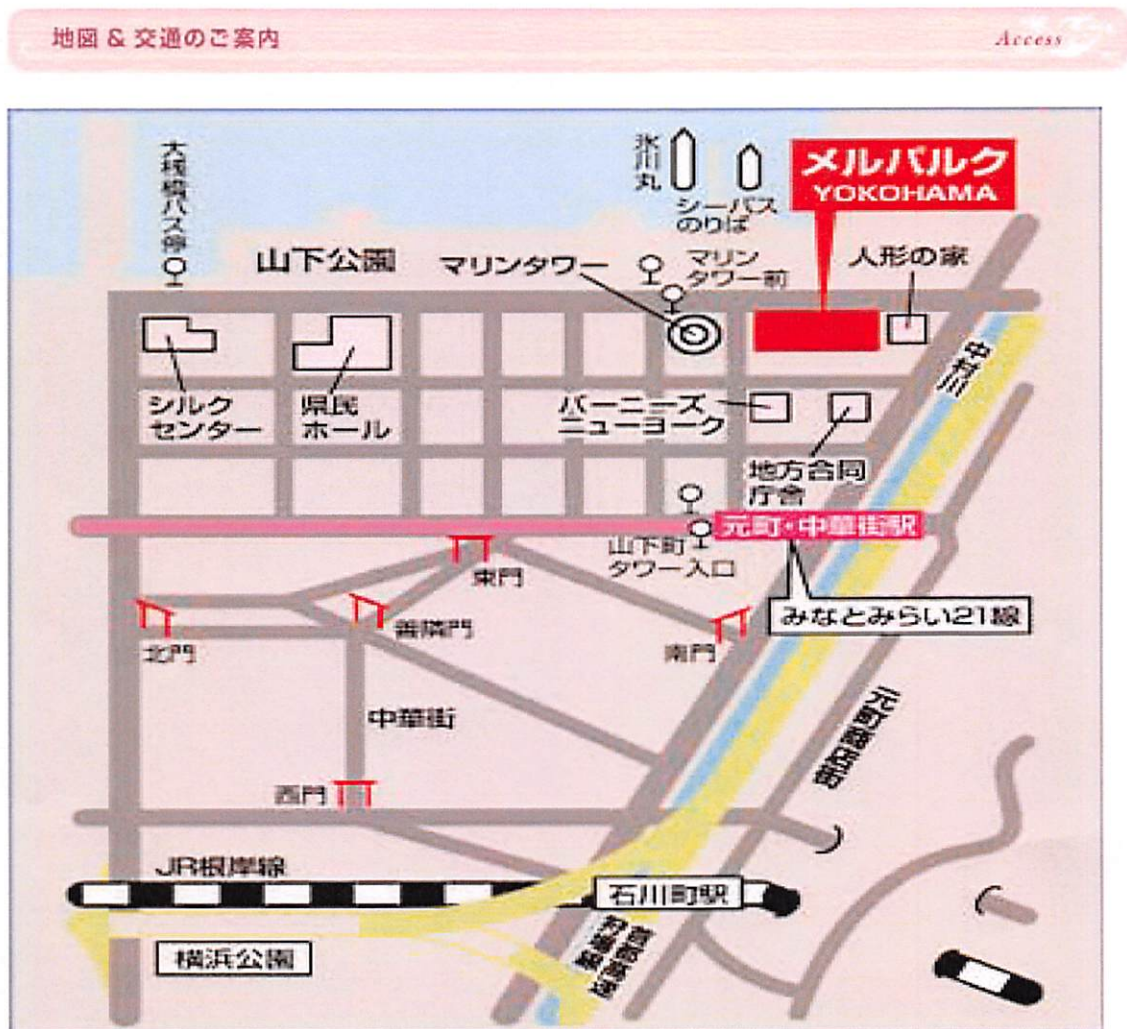 地図 & 交通のご案内
Access
大桟橋バス停
氷川丸
シーバス
のりば
メルパルク
YOKOHAMA
山下公園
マリンタワー
マリン
タワー前
人形の家
中村川
シルク
センター
県民
ホール
バーニーズ
ニューヨーク
地方合同
庁舎
元町・中華街駅
山下町
タワー入口
東門
みなとみらい21線
北門
善隣門
南門
中華街
元町商店街
西門
JR根岸線
石川町駅
横浜公園
首都高速
狩場線